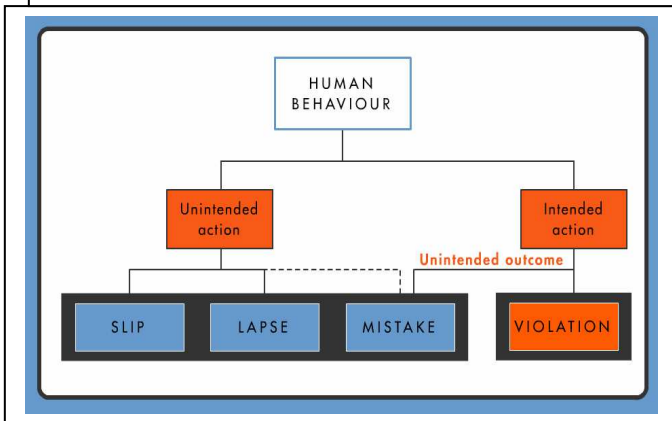 HUMAN
BEHAVIOUR
Unintended
action
Intended
action
Unintended outcome
SLIP
LAPSE
MISTAKE
VIOLATION